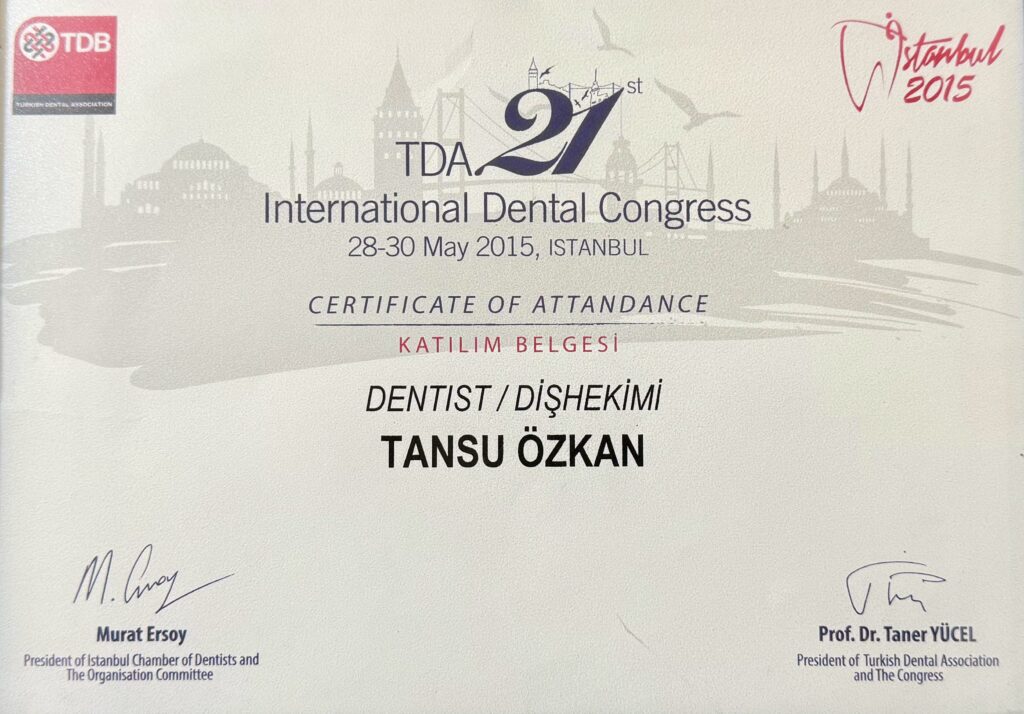 TDB
TURKISH DENTAL ASSOCIATION
İstanbul
2015
TDA 21st
International Dental Congress
28-30 May 2015, ISTANBUL
CERTIFICATE OF ATTANDANCE
KATILIM BELGESİ
DENTIST / DİŞHEKİMİ
TANSU ÖZKAN
M. Ersoy
Murat Ersoy
President of Istanbul Chamber of Dentists and
The Organisation Committee
Prof. Dr. Taner YÜCEL
President of Turkish Dental Association
and The Congress